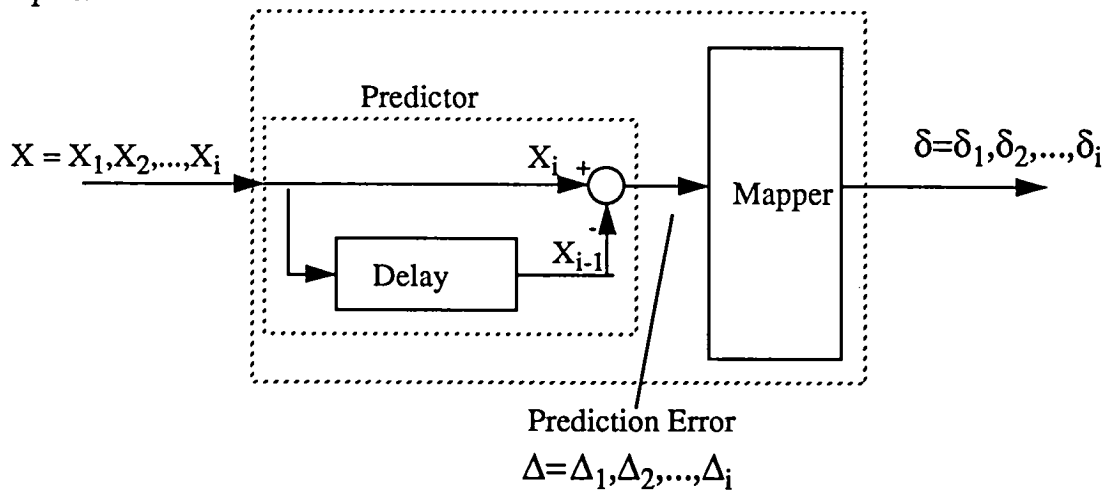 Predictor
X = X₁,X₂,...,Xᵢ
Xᵢ +
δ=δ₁,δ₂,...,δᵢ
Mapper
-
Xᵢ₋₁
Delay
Prediction Error
Δ=Δ₁,Δ₂,...,Δᵢ